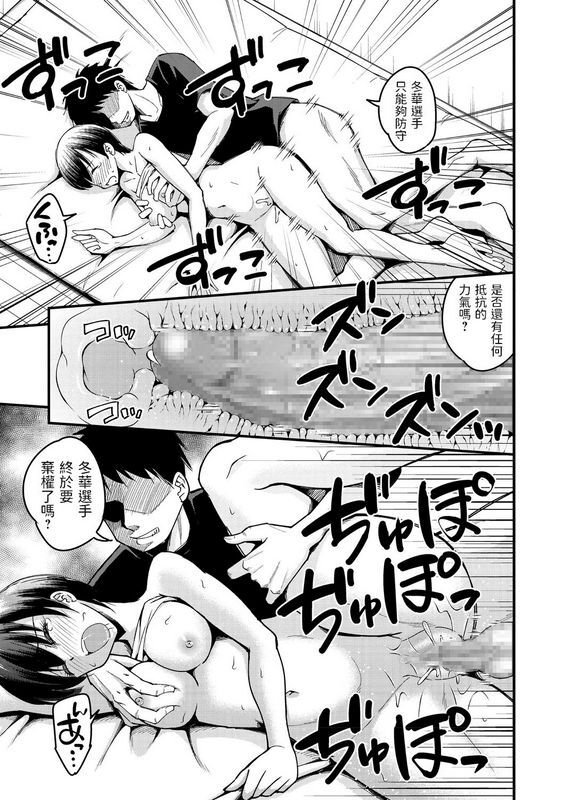 冬華選手
只能夠防守
ずっこ
ずっこ
ずっこ
ずっこ
くふっ…♡
是否還有任何
抵抗的
力氣嗎?
ズン
ズン
ズンッ
コッ♡
コッ♡
冬華選手
終於要
棄權了嗎?
ぢゅぽ
ぢゅぽっ
ぢゅぽ
んあっ…♡